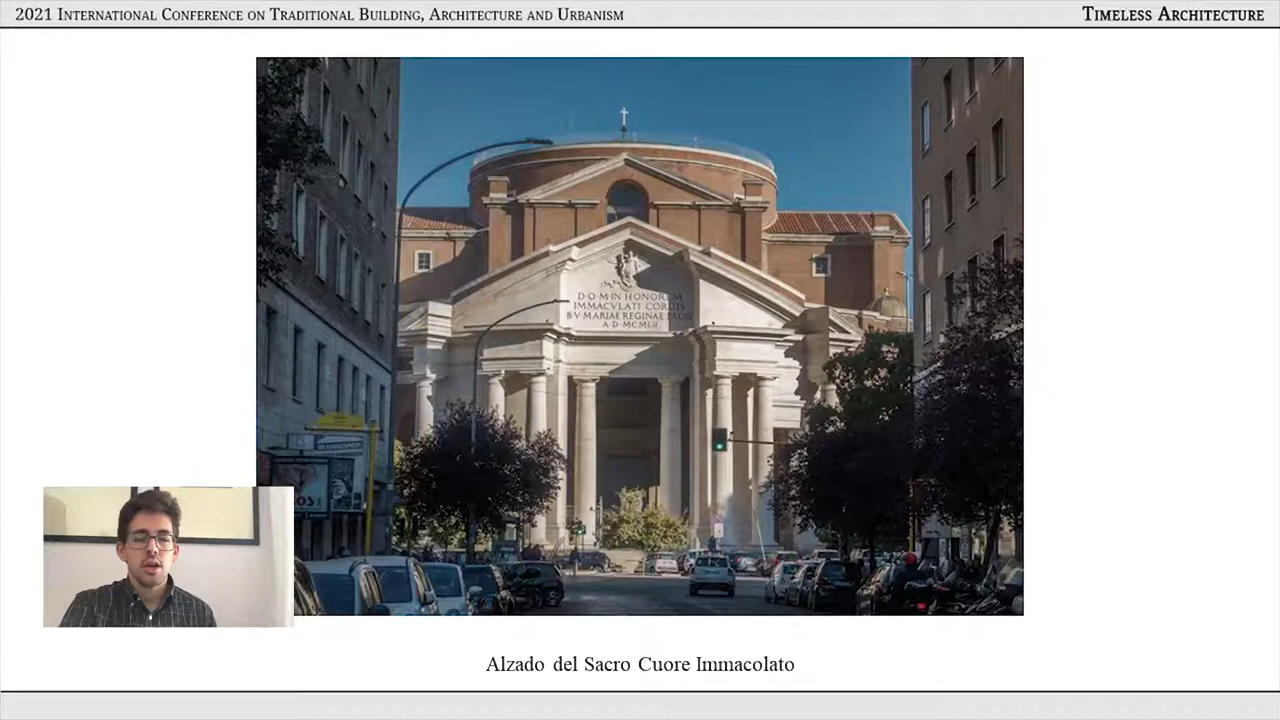 2021 International Conference on Traditional Building, Architecture and Urbanism
Timeless Architecture
D·O·M·IN HONOREM
IMMACVLATI CORDIS
B·V·MARIAE REGINAE PACIS
A·D·MCMLII
Alzado del Sacro Cuore Immacolato